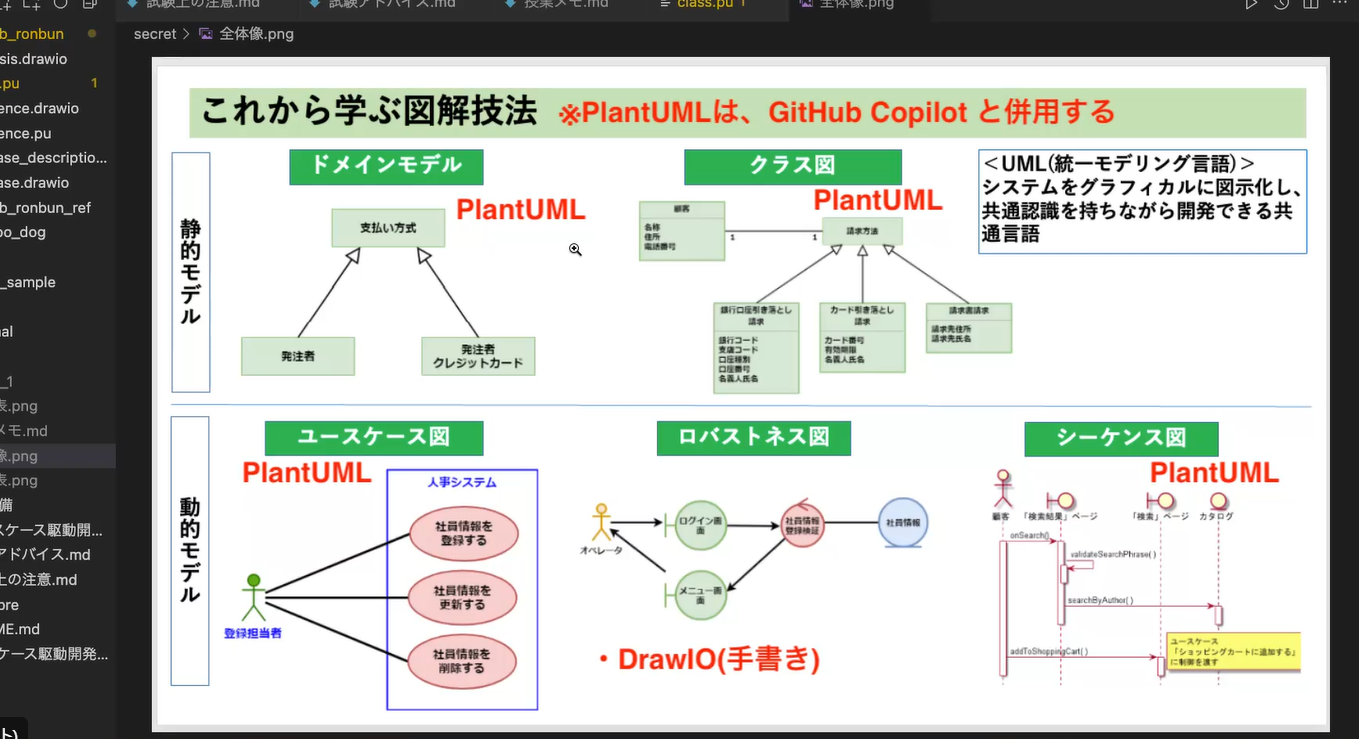 試験上の注意.md
試験アドバイス.md
授業メモ.md
class.pu 1
全体像.png
secret > 全体像.png
b_ronbun
sis.drawio
.pu 1
ence.drawio
ence.pu
ase_descriptio...
ase.drawio
b_ronbun_ref
oo_dog
_sample
ual
_1
表.png
メモ.md
像.png
表.png
備
スケース駆動開...
アドバイス.md
上の注意.md
ore
ME.md
ケース駆動開発...
ト)
これから学ぶ図解技法 ※PlantUMLは、GitHub Copilot と併用する
静的モデル
ドメインモデル
PlantUML
支払い方式
発注者
発注者
クレジットカード
クラス図
PlantUML
顧客
名称
住所
電話番号
1
1
請求方法
銀行口座引き落とし
請求
銀行コード
支店コード
口座種別
口座番号
名義人氏名
カード引き落とし
請求
カード番号
有効期限
名義人氏名
請求書請求
請求先住所
請求先氏名
＜UML(統一モデリング言語)＞
システムをグラフィカルに図示化し、
共通認識を持ちながら開発できる共
通言語
動的モデル
ユースケース図
PlantUML
人事システム
社員情報を
登録する
社員情報を
更新する
社員情報を
削除する
登録担当者
ロバストネス図
オペレータ
ログイン画
面
社員情報
登録検証
社員情報
メニュー画
面
・DrawIO(手書き)
シーケンス図
PlantUML
顧客
「検索結果」ページ
「検索」ページ
カタログ
onSearch()
validateSearchPhrase( )
searchByAuthor( )
addToShoppingCart( )
ユースケース
「ショッピングカートに追加する」
に制御を渡す